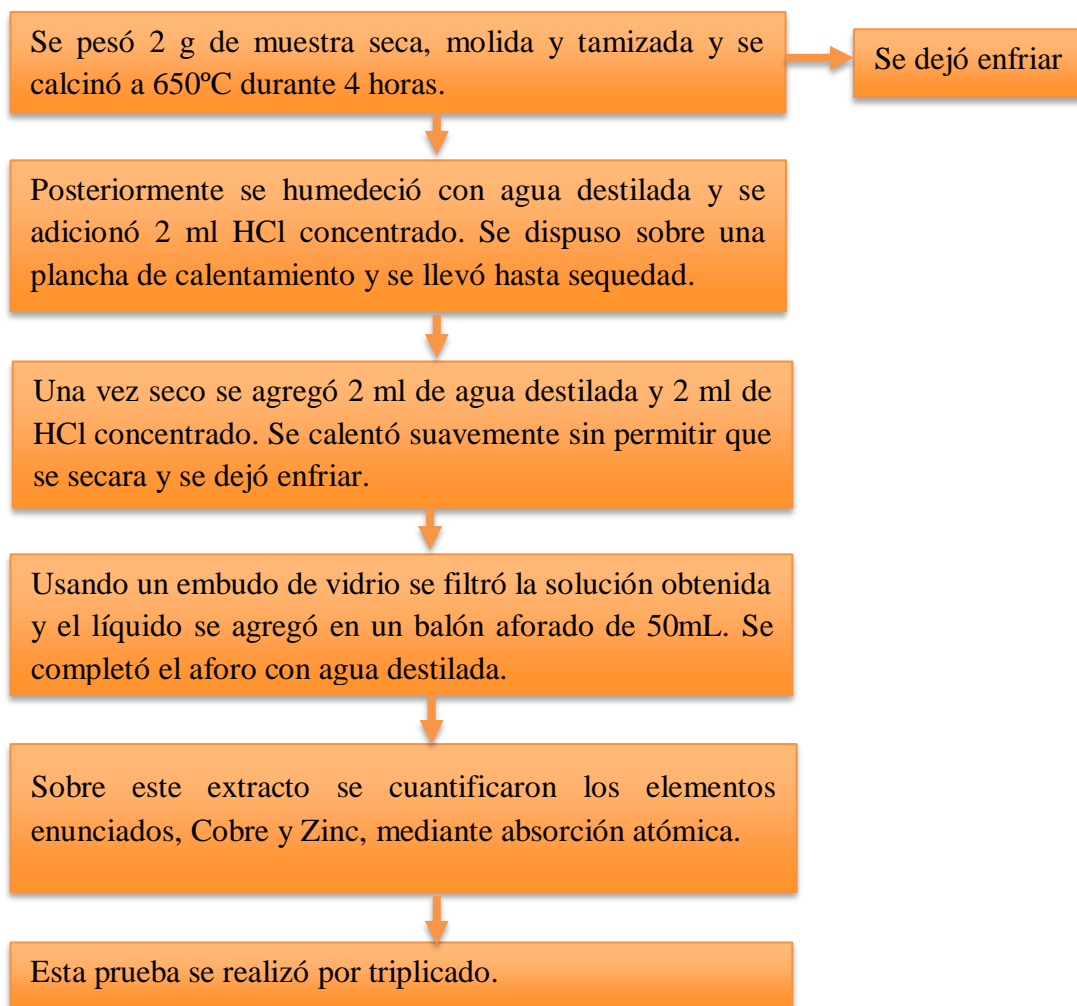 Se pesó 2 g de muestra seca, molida y tamizada y se
calcinó a 650ºC durante 4 horas.
Se dejó enfriar
Posteriormente se humedeció con agua destilada y se
adicionó 2 ml HCl concentrado. Se dispuso sobre una
plancha de calentamiento y se llevó hasta sequedad.
Una vez seco se agregó 2 ml de agua destilada y 2 ml de
HCl concentrado. Se calentó suavemente sin permitir que
se secara y se dejó enfriar.
Usando un embudo de vidrio se filtró la solución obtenida
y el líquido se agregó en un balón aforado de 50mL. Se
completó el aforo con agua destilada.
Sobre este extracto se cuantificaron los elementos
enunciados, Cobre y Zinc, mediante absorción atómica.
Esta prueba se realizó por triplicado.